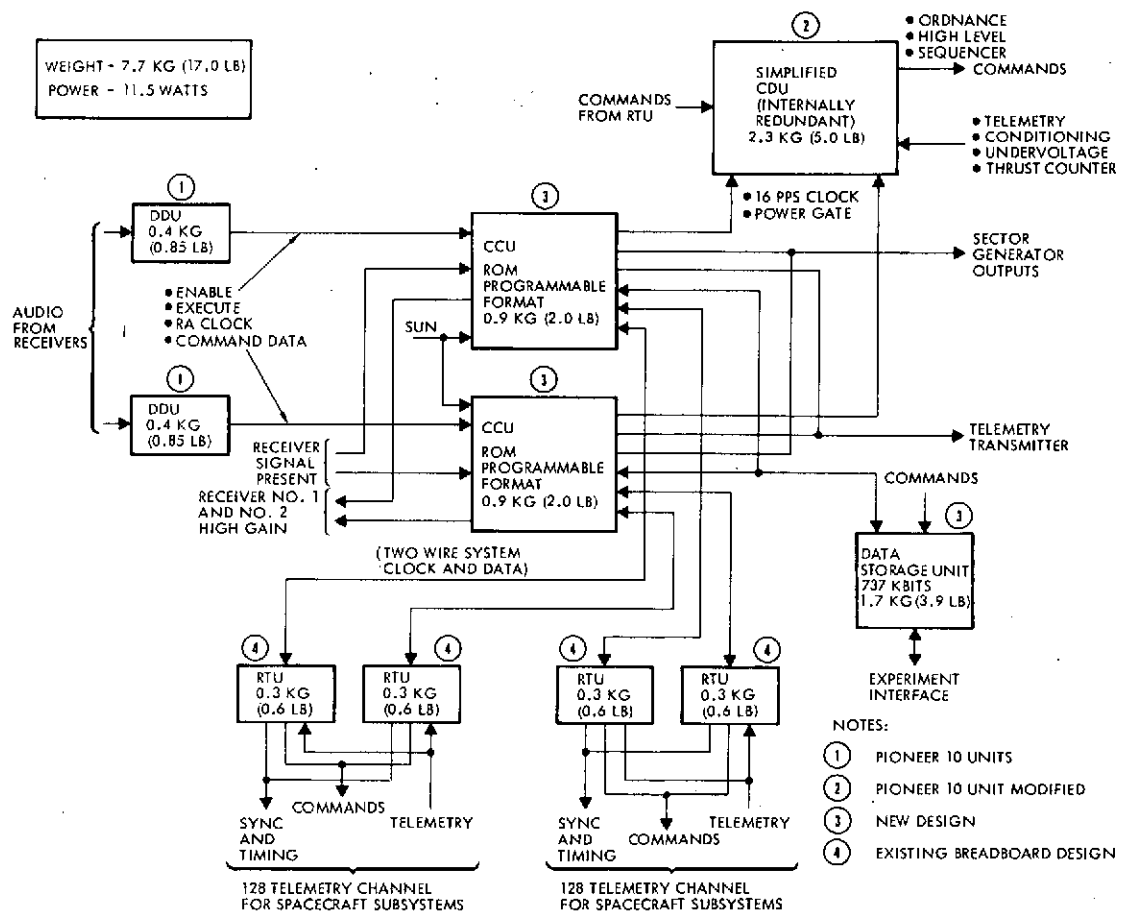 WEIGHT - 7.7 KG (17.0 LB)
POWER - 11.5 WATTS
2
• ORDNANCE
• HIGH LEVEL
• SEQUENCER
COMMANDS
SIMPLIFIED
CDU
(INTERNALLY
REDUNDANT)
2.3 KG (5.0 LB)
COMMANDS
FROM RTU
• TELEMETRY
• CONDITIONING
• UNDERVOLTAGE
• THRUST COUNTER
• 16 PPS CLOCK
• POWER GATE
1
DDU
0.4 KG
(0.85 LB)
3
CCU
ROM
PROGRAMMABLE
FORMAT
0.9 KG (2.0 LB)
SECTOR
GENERATOR
OUTPUTS
AUDIO
FROM
RECEIVERS
• ENABLE
• EXECUTE
• RA CLOCK
• COMMAND DATA
SUN
1
DDU
0.4 KG
(0.85 LB)
3
CCU
ROM
PROGRAMMABLE
FORMAT
0.9 KG (2.0 LB)
RECEIVER
SIGNAL
PRESENT
RECEIVER NO. 1
AND NO. 2
HIGH GAIN
TELEMETRY
TRANSMITTER
COMMANDS
3
DATA
STORAGE UNIT
737 KBITS
1.7 KG (3.9 LB)
EXPERIMENT
INTERFACE
(TWO WIRE SYSTEM
CLOCK AND DATA)
4
RTU
0.3 KG
(0.6 LB)
4
RTU
0.3 KG
(0.6 LB)
4
RTU
0.3 KG
(0.6 LB)
4
RTU
0.3 KG
(0.6 LB)
SYNC
AND
TIMING
COMMANDS
TELEMETRY
128 TELEMETRY CHANNEL
FOR SPACECRAFT SUBSYSTEMS
SYNC
AND
TIMING
COMMANDS
TELEMETRY
128 TELEMETRY CHANNEL
FOR SPACECRAFT SUBSYSTEMS
NOTES:
1 PIONEER 10 UNITS
2 PIONEER 10 UNIT MODIFIED
3 NEW DESIGN
4 EXISTING BREADBOARD DESIGN